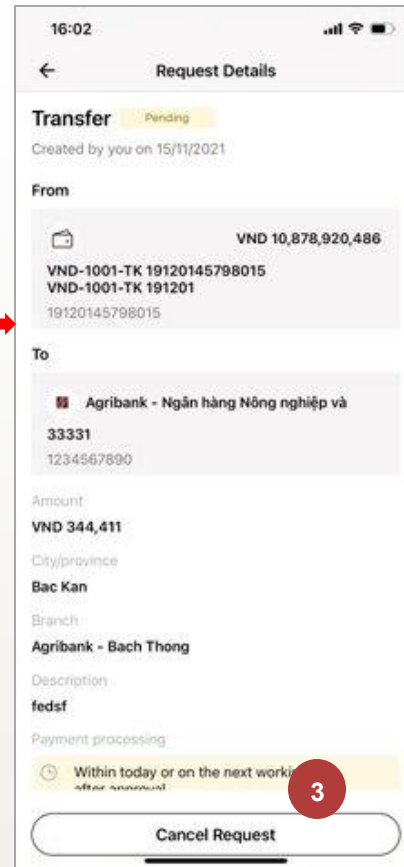 16:02
Request Details
Transfer Pending
Created by you on 15/11/2021
From
VND 10,878,920,486
VND-1001-TK 19120145798015
VND-1001-TK 191201
19120145798015
To
Agribank - Ngân hàng Nông nghiệp và
33331
1234567890
Amount
VND 344,411
City/province
Bac Kan
Branch
Agribank - Bach Thong
Description
fedsf
Payment processing
Within today or on the next workin
after approval
3
Cancel Request